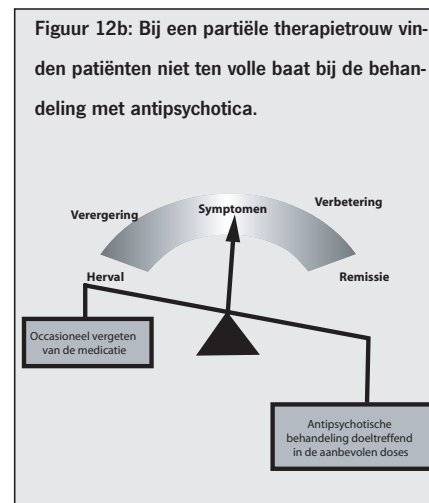 Figuur 12b: Bij een partiële therapietrouw vin-
den patiënten niet ten volle baat bij de behan-
deling met antipsychotica.
Symptomen
Verergering
Verbetering
Herval
Remissie
Occasioneel vergeten
van de medicatie
Antipsychotische
behandeling doeltreffend
in de aanbevolen doses